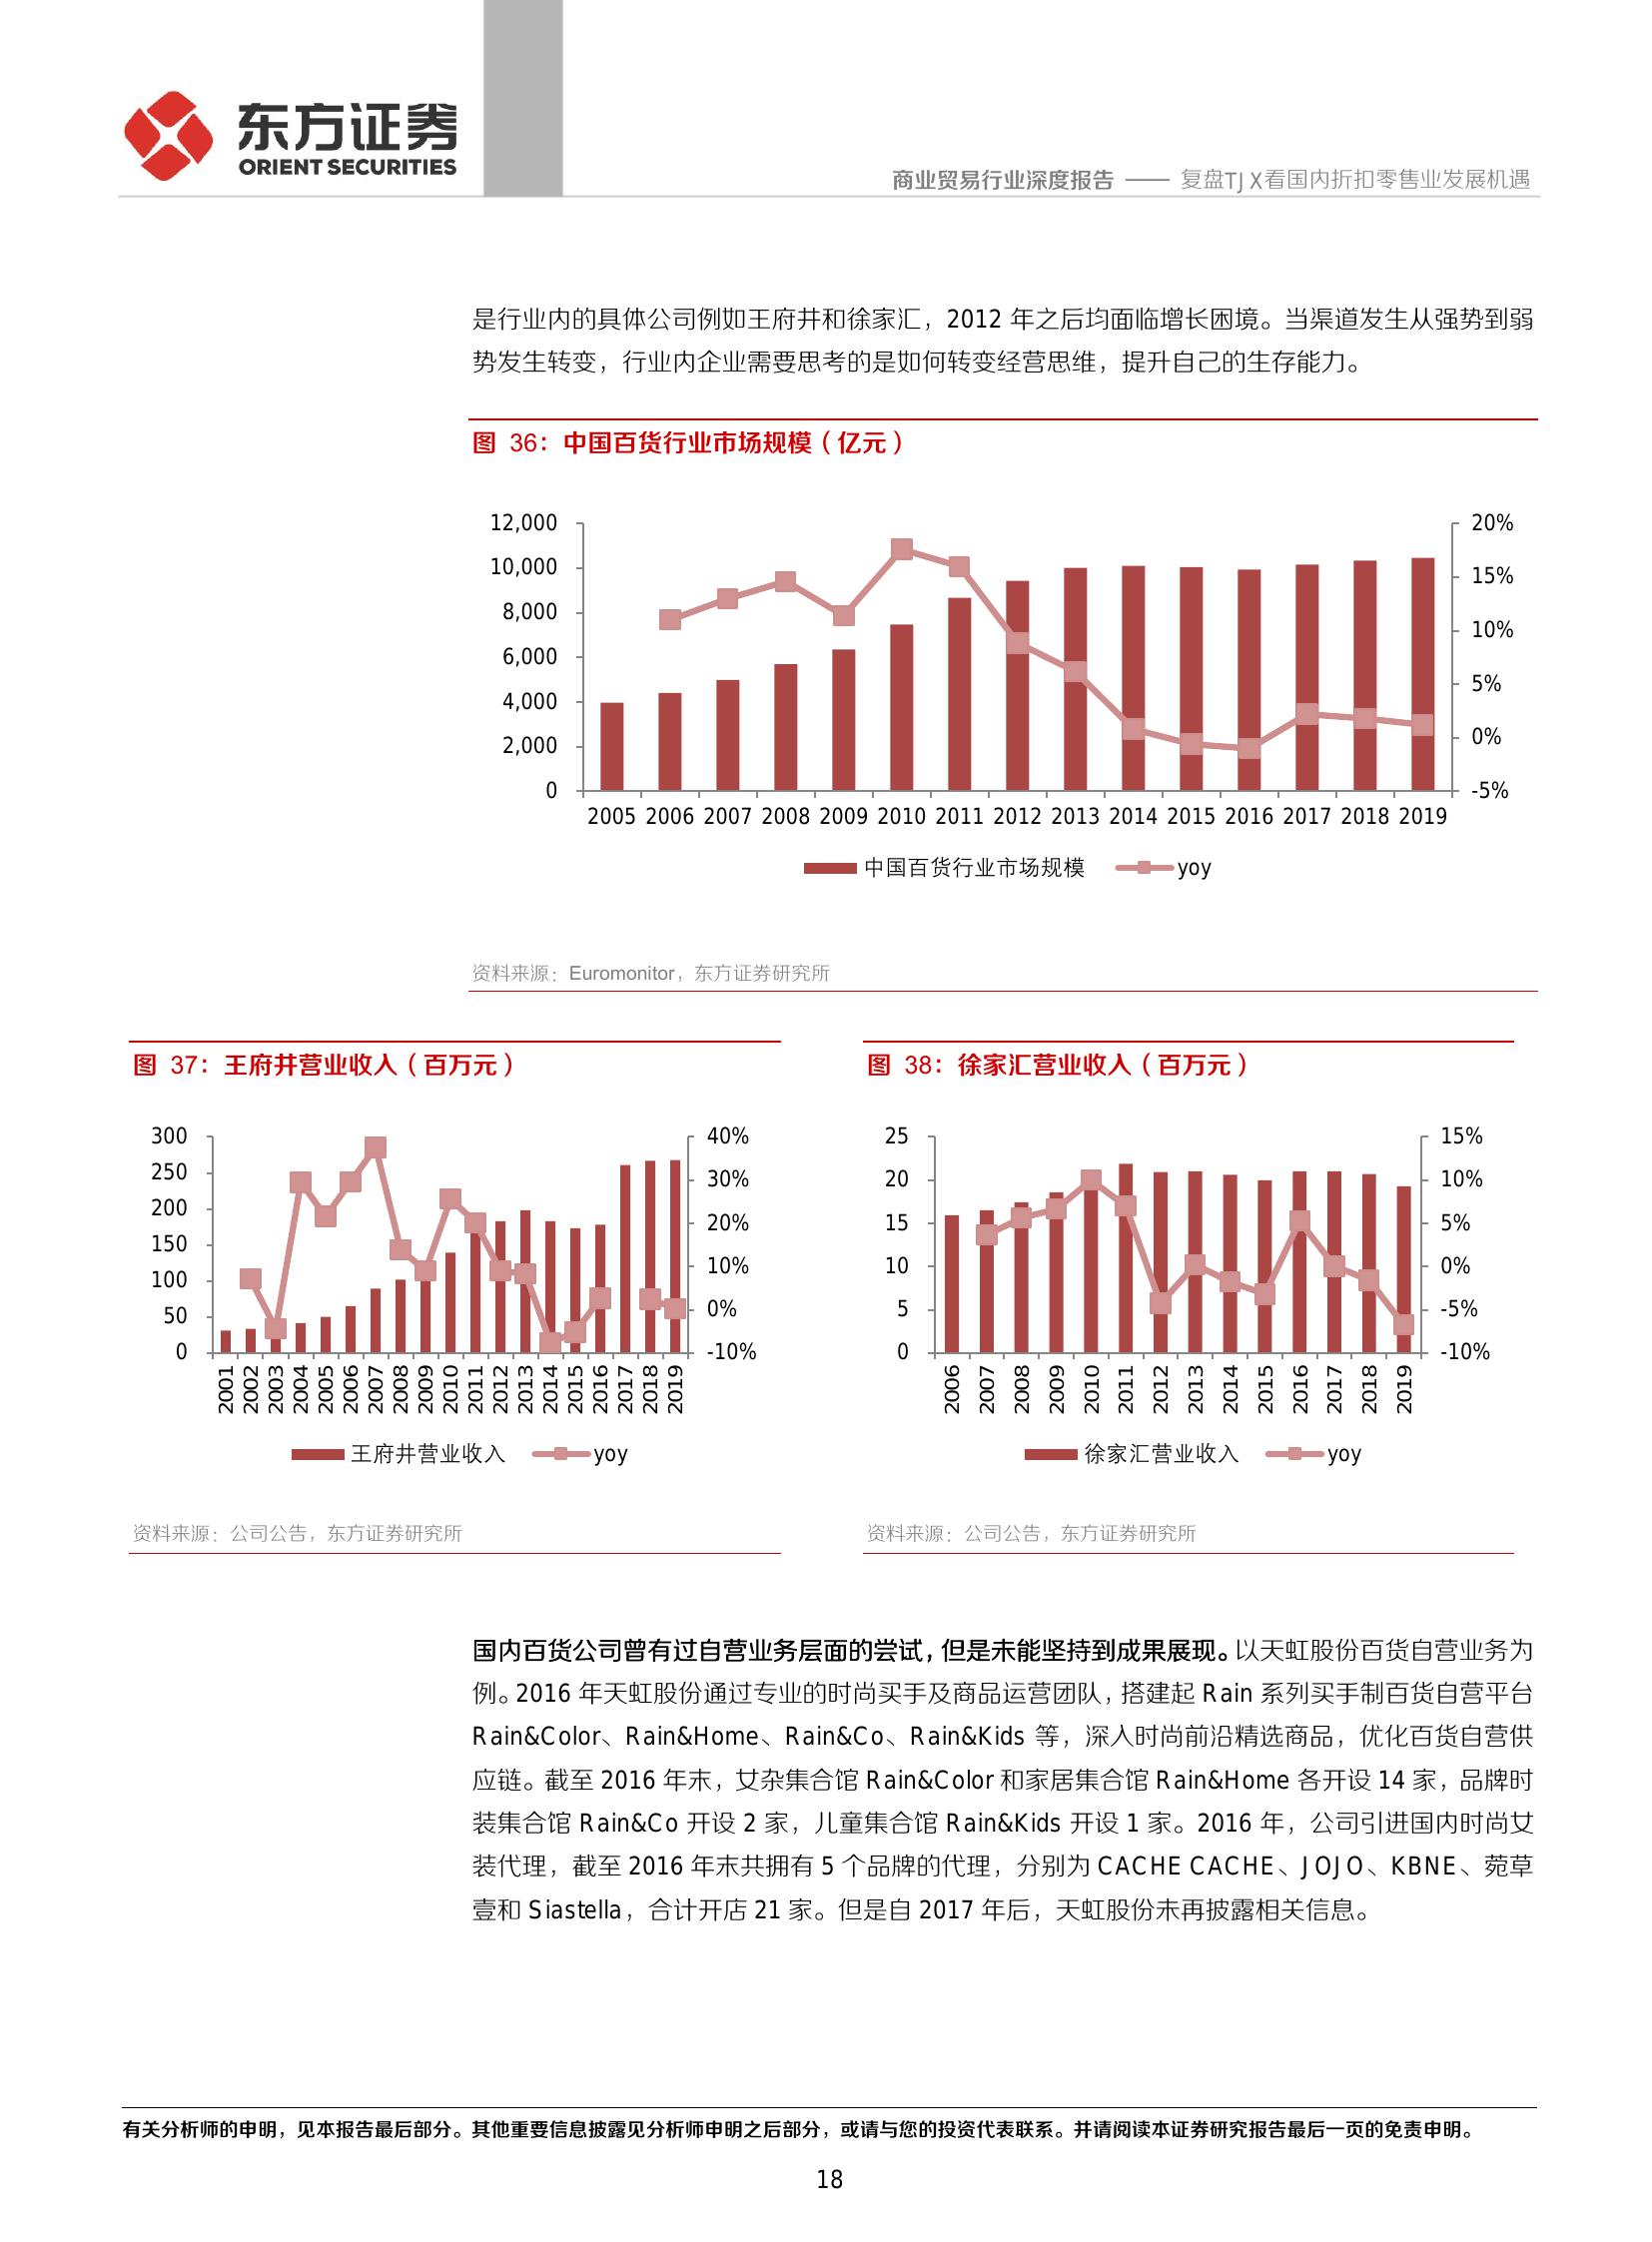 东方证券
ORIENT SECURITIES
商业贸易行业深度报告 —— 复盘TJX看国内折扣零售业发展机遇
是行业内的具体公司例如王府井和徐家汇，2012 年之后均面临增长困境。当渠道发生从强势到弱
势发生转变，行业内企业需要思考的是如何转变经营思维，提升自己的生存能力。
图 36：中国百货行业市场规模（亿元）
12,000
10,000
8,000
6,000
4,000
2,000
0
20%
15%
10%
5%
0%
-5%
2005 2006 2007 2008 2009 2010 2011 2012 2013 2014 2015 2016 2017 2018 2019
中国百货行业市场规模 yoy
资料来源：Euromonitor，东方证券研究所
图 37：王府井营业收入（百万元）
300
250
200
150
100
50
0
40%
30%
20%
10%
0%
-10%
2001 2002 2003 2004 2005 2006 2007 2008 2009 2010 2011 2012 2013 2014 2015 2016 2017 2018 2019
王府井营业收入 yoy
资料来源：公司公告，东方证券研究所
图 38：徐家汇营业收入（百万元）
25
20
15
10
5
0
15%
10%
5%
0%
-5%
-10%
2006 2007 2008 2009 2010 2011 2012 2013 2014 2015 2016 2017 2018 2019
徐家汇营业收入 yoy
资料来源：公司公告，东方证券研究所
国内百货公司曾有过自营业务层面的尝试，但是未能坚持到成果展现。以天虹股份百货自营业务为
例。2016 年天虹股份通过专业的时尚买手及商品运营团队，搭建起 Rain 系列买手制百货自营平台
Rain&Color、Rain&Home、Rain&Co、Rain&Kids 等，深入时尚前沿精选商品，优化百货自营供
应链。截至 2016 年末，女杂集合馆 Rain&Color 和家居集合馆 Rain&Home 各开设 14 家，品牌时
装集合馆 Rain&Co 开设 2 家，儿童集合馆 Rain&Kids 开设 1 家。2016 年，公司引进国内时尚女
装代理，截至 2016 年末共拥有 5 个品牌的代理，分别为 CACHE CACHE、JOJO、KBNE、菀草
壹和 Siastella，合计开店 21 家。但是自 2017 年后，天虹股份未再披露相关信息。
有关分析师的申明，见本报告最后部分。其他重要信息披露见分析师申明之后部分，或请与您的投资代表联系。并请阅读本证券研究报告最后一页的免责申明。
18